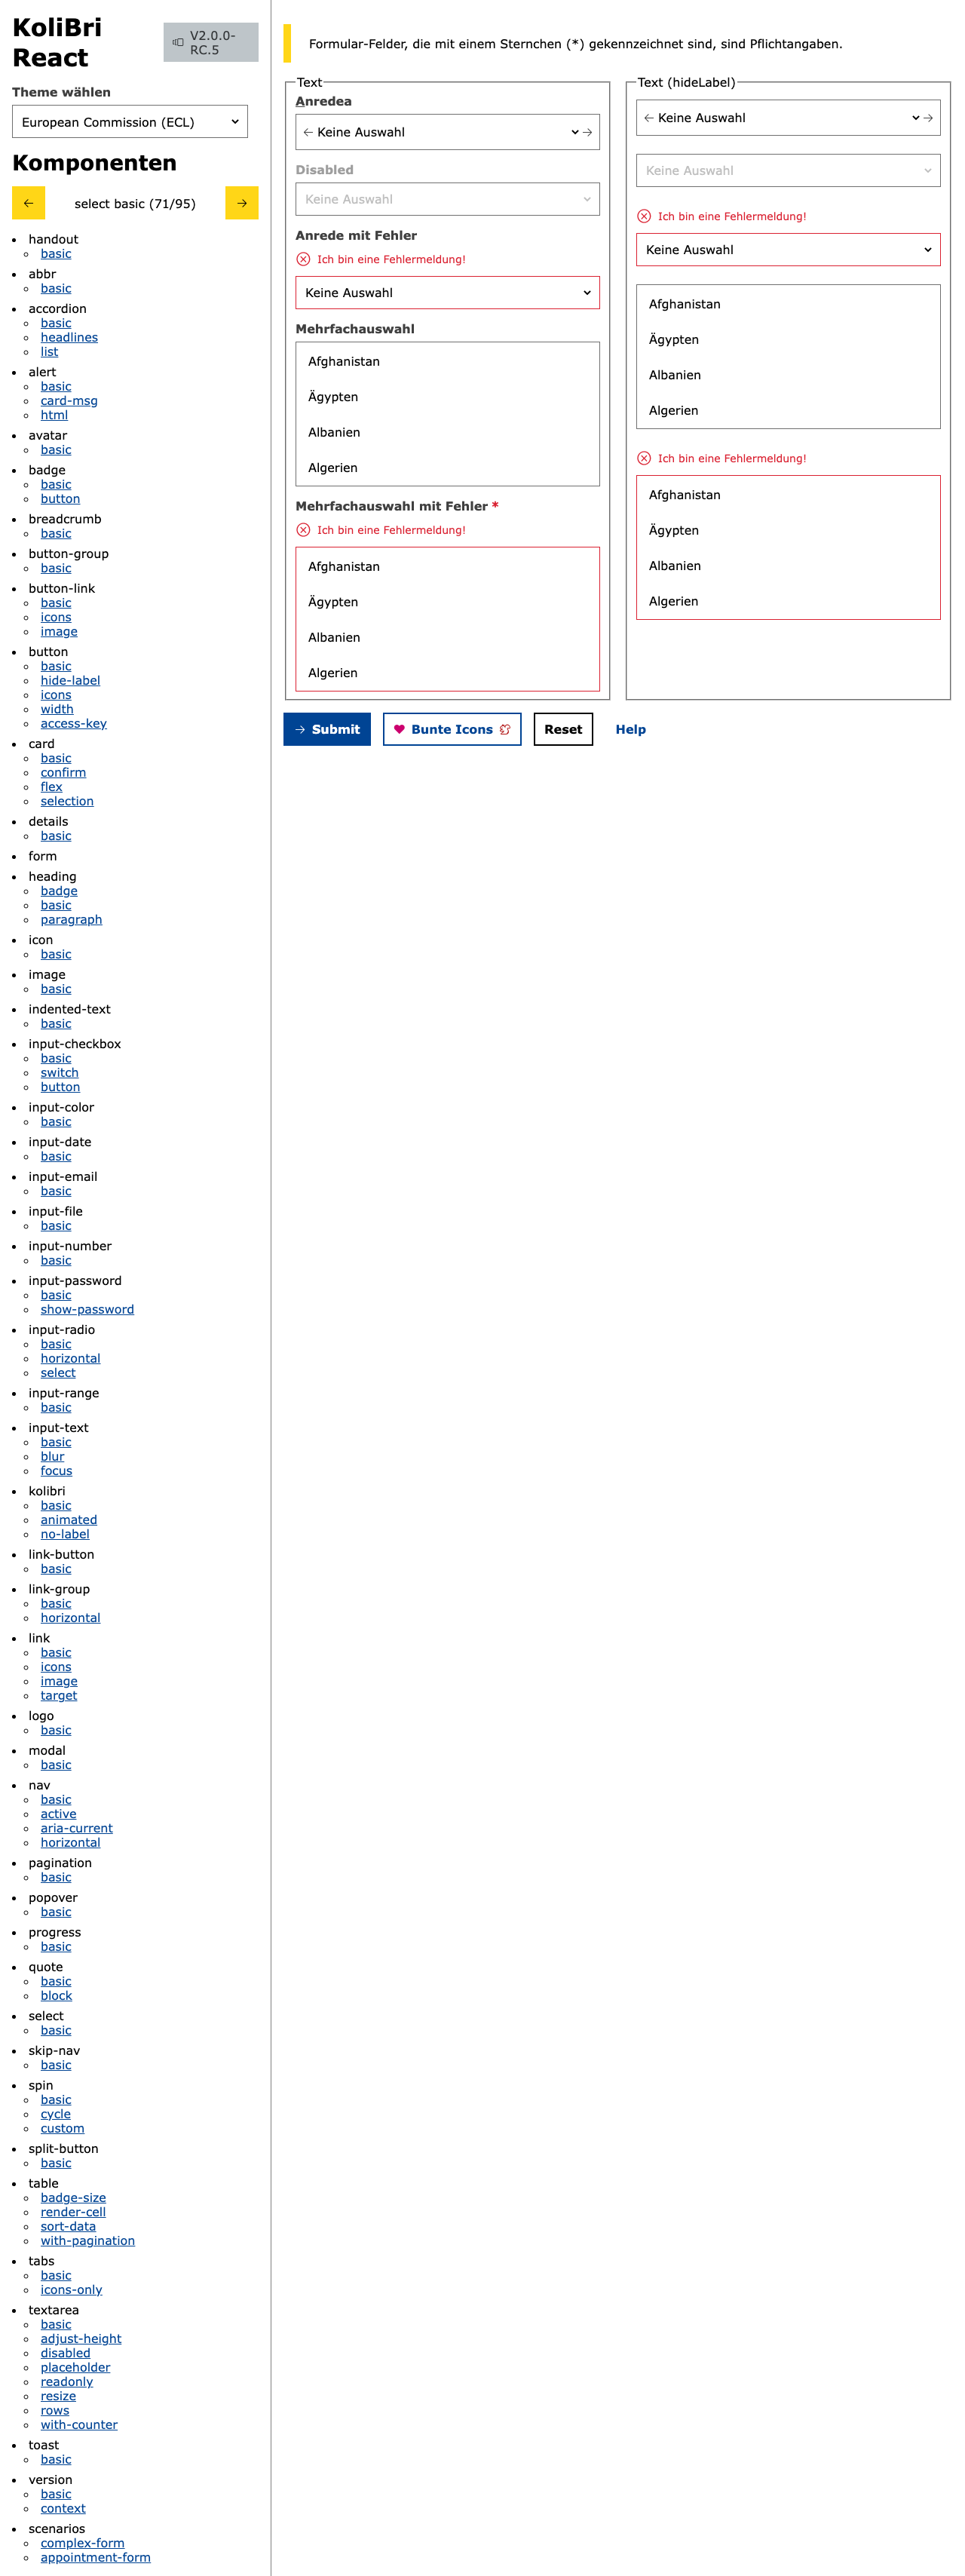 KoliBri
React
V2.0.0-
RC.5
Theme wählen
European Commission (ECL)
Komponenten
select basic (71/95)
handout
basic
abbr
basic
accordion
basic
headlines
list
alert
basic
card-msg
html
avatar
basic
badge
basic
button
breadcrumb
basic
button-group
basic
button-link
basic
icons
image
button
basic
hide-label
icons
width
access-key
card
basic
confirm
flex
selection
details
basic
form
heading
badge
basic
paragraph
icon
basic
image
basic
indented-text
basic
input-checkbox
basic
switch
button
input-color
basic
input-date
basic
input-email
basic
input-file
basic
input-number
basic
input-password
basic
show-password
input-radio
basic
horizontal
select
input-range
basic
input-text
basic
blur
focus
kolibri
basic
animated
no-label
link-button
basic
link-group
basic
horizontal
link
basic
icons
image
target
logo
basic
modal
basic
nav
basic
active
aria-current
horizontal
pagination
basic
popover
basic
progress
basic
quote
basic
block
select
basic
skip-nav
basic
spin
basic
cycle
custom
split-button
basic
table
badge-size
render-cell
sort-data
with-pagination
tabs
basic
icons-only
textarea
basic
adjust-height
disabled
placeholder
readonly
resize
rows
with-counter
toast
basic
version
basic
context
scenarios
complex-form
appointment-form
Formular-Felder, die mit einem Sternchen (*) gekennzeichnet sind, sind Pflichtangaben.
Text
Anredea
Keine Auswahl
Disabled
Keine Auswahl
Anrede mit Fehler
Ich bin eine Fehlermeldung!
Keine Auswahl
Mehrfachauswahl
Afghanistan
Ägypten
Albanien
Algerien
Mehrfachauswahl mit Fehler *
Ich bin eine Fehlermeldung!
Afghanistan
Ägypten
Albanien
Algerien
Text (hideLabel)
Keine Auswahl
Keine Auswahl
Ich bin eine Fehlermeldung!
Keine Auswahl
Afghanistan
Ägypten
Albanien
Algerien
Ich bin eine Fehlermeldung!
Afghanistan
Ägypten
Albanien
Algerien
Submit
Bunte Icons
Reset
Help